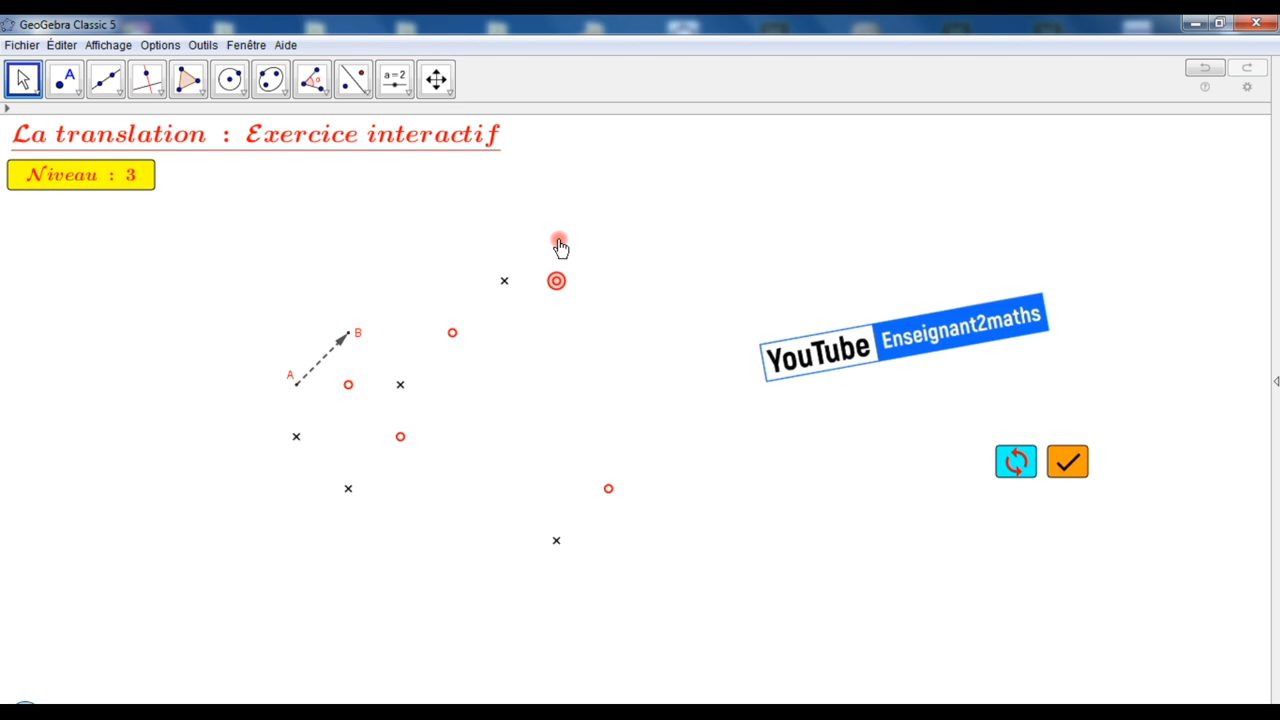 GeoGebra Classic 5
Fichier Éditer Affichage Options Outils Fenêtre Aide
A
α
a=2
La translation : Exercice interactif
Niveau : 3
B
A
YouTube Enseignant2maths